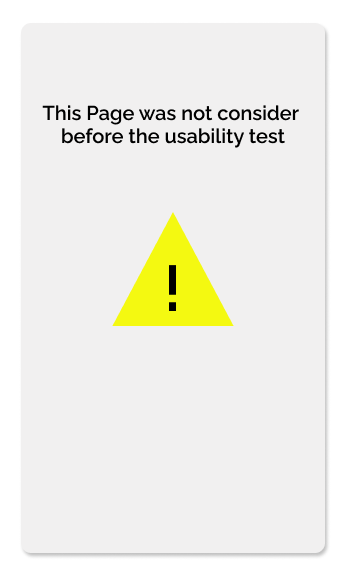 This Page was not consider
before the usability test
!